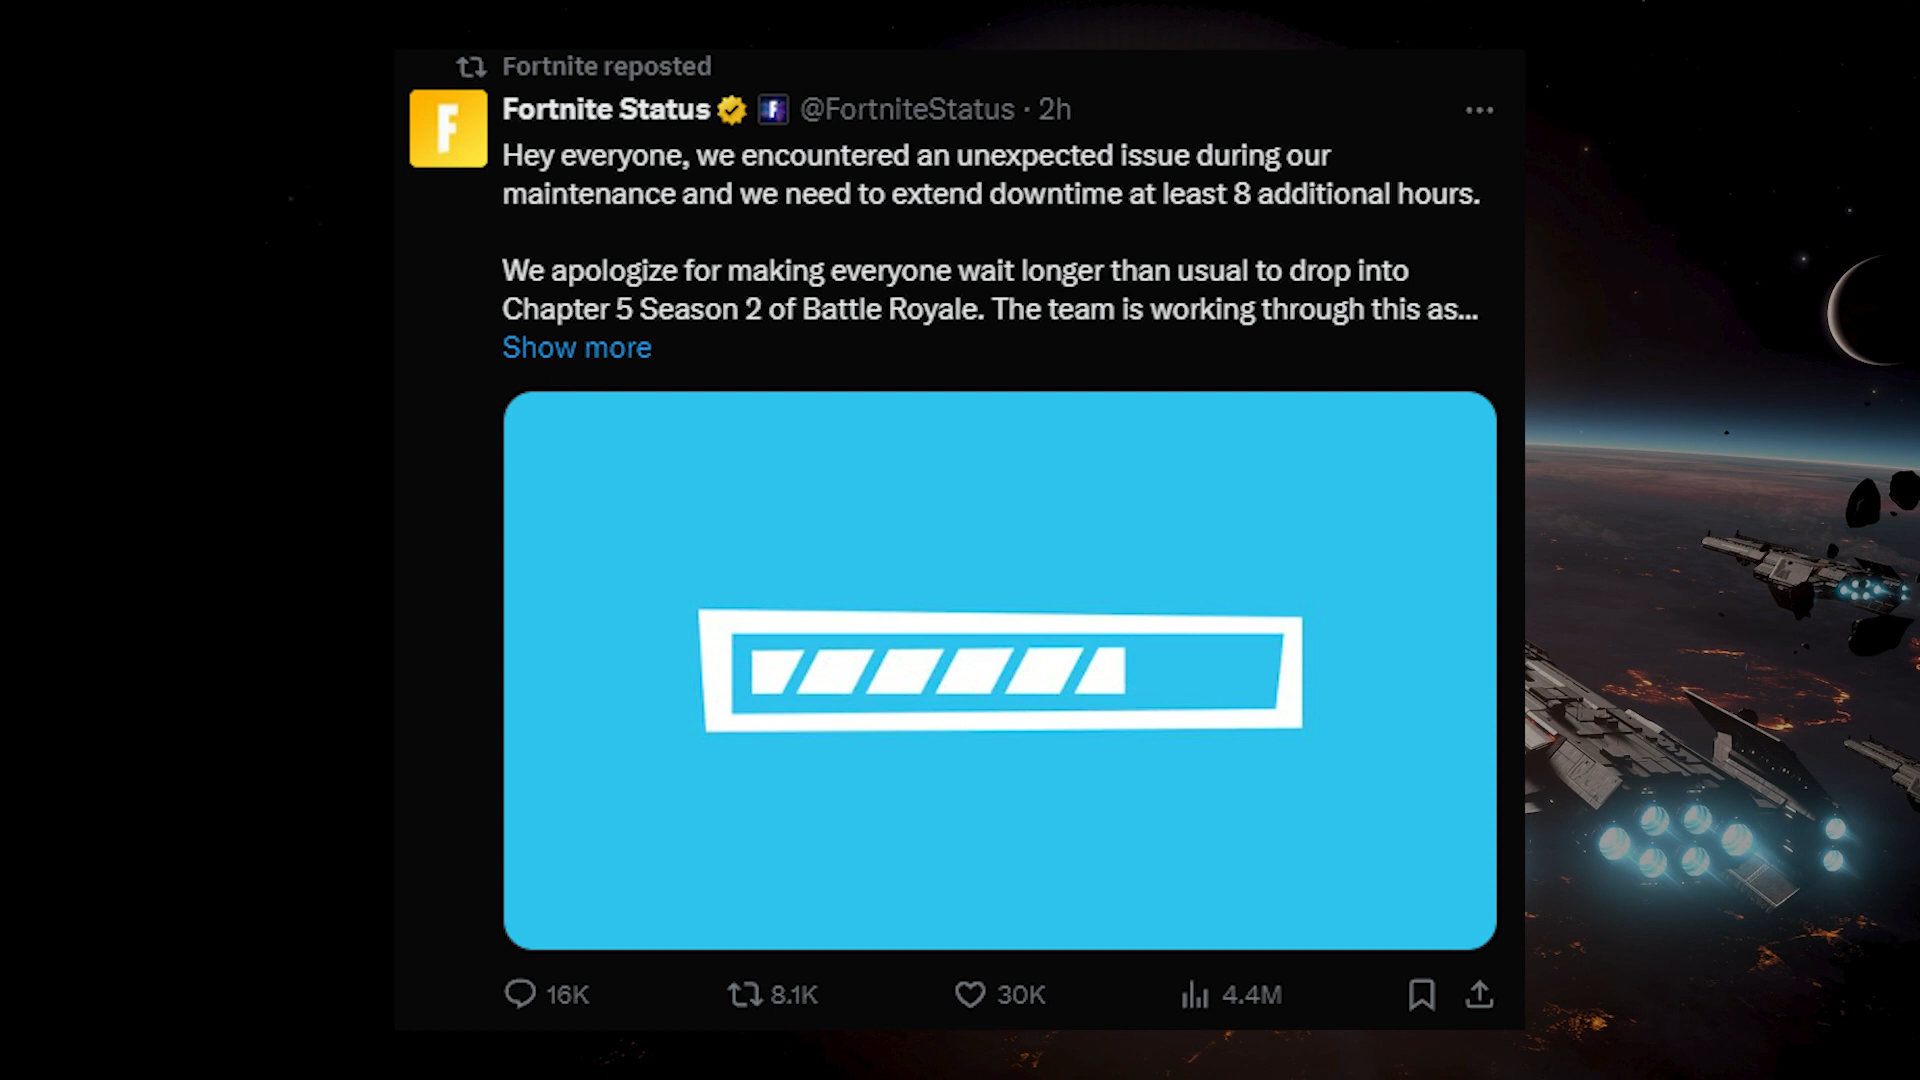 Fortnite reposted
Fortnite Status @FortniteStatus · 2h
Hey everyone, we encountered an unexpected issue during our
maintenance and we need to extend downtime at least 8 additional hours.
We apologize for making everyone wait longer than usual to drop into
Chapter 5 Season 2 of Battle Royale. The team is working through this as...
Show more
16K 8.1K 30K 4.4M